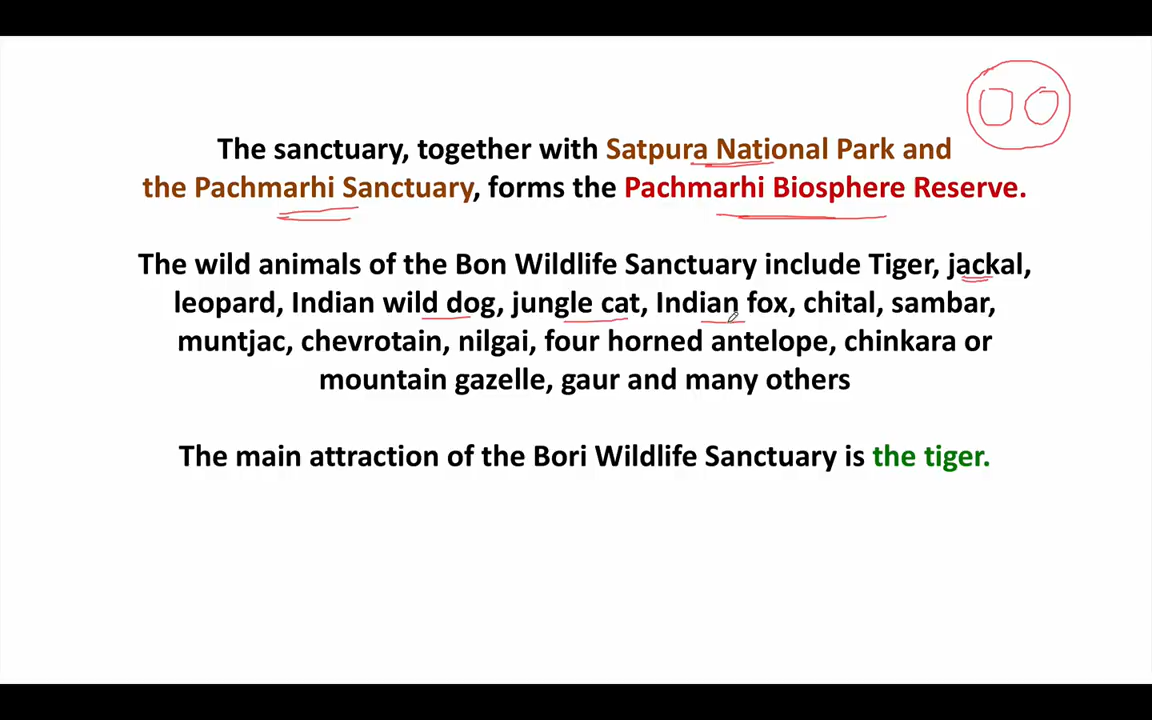 The sanctuary, together with Satpura National Park and
the Pachmarhi Sanctuary, forms the Pachmarhi Biosphere Reserve.
The wild animals of the Bon Wildlife Sanctuary include Tiger, jackal,
leopard, Indian wild dog, jungle cat, Indian fox, chital, sambar,
muntjac, chevrotain, nilgai, four horned antelope, chinkara or
mountain gazelle, gaur and many others
The main attraction of the Bori Wildlife Sanctuary is the tiger.